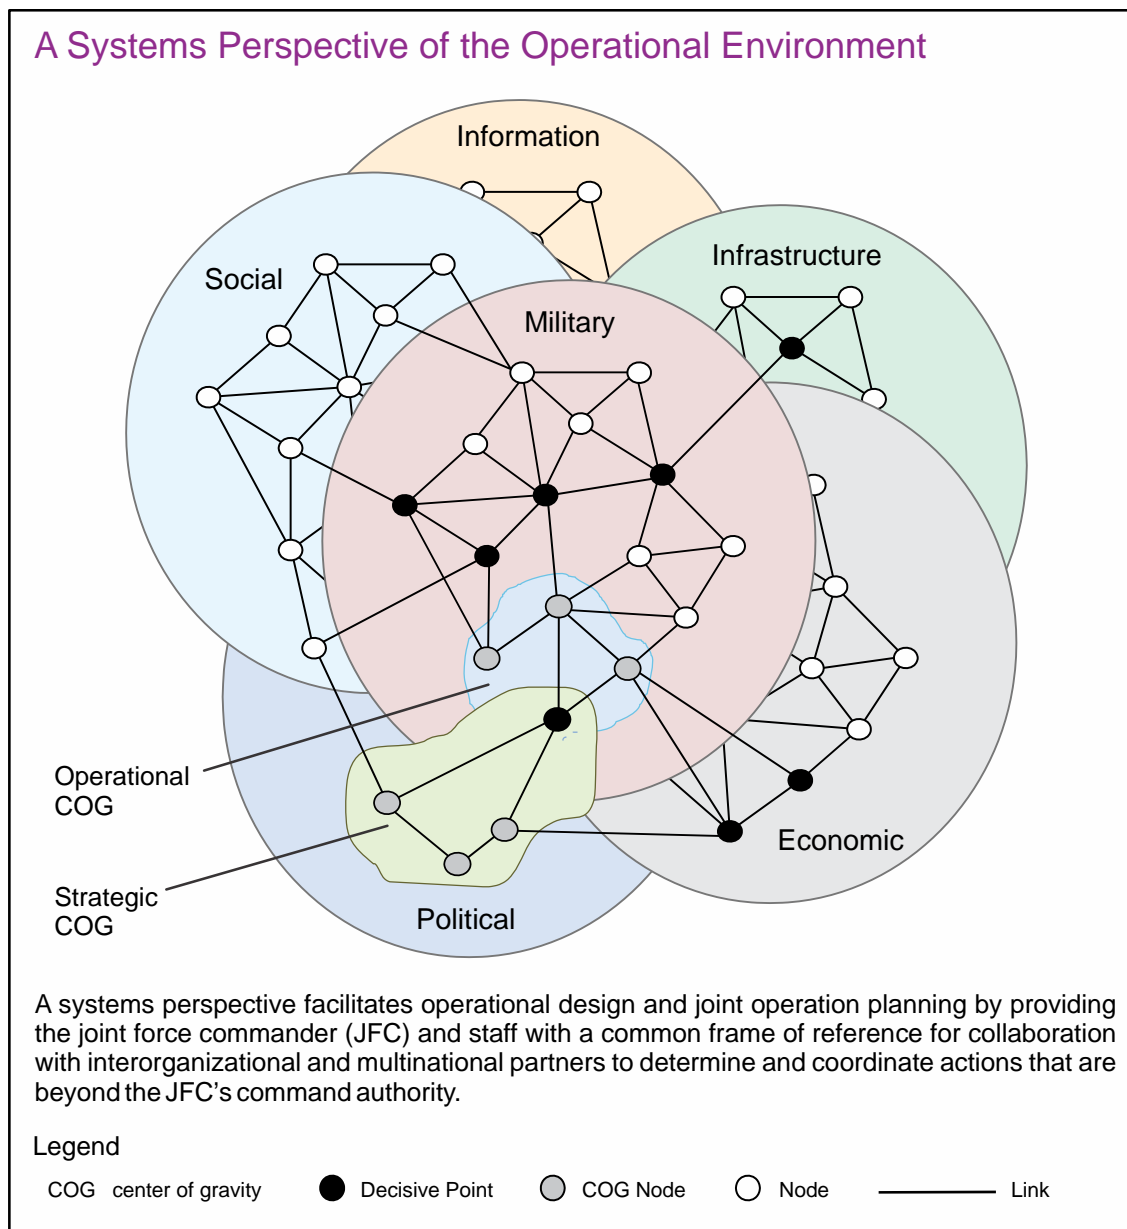 A Systems Perspective of the Operational Environment
Information
Infrastructure
Social
Military
Operational
COG
Economic
Strategic
COG
Political
A systems perspective facilitates operational design and joint operation planning by providing
the joint force commander (JFC) and staff with a common frame of reference for collaboration
with interorganizational and multinational partners to determine and coordinate actions that are
beyond the JFC's command authority.
Legend
COG center of gravity Decisive Point COG Node Node Link